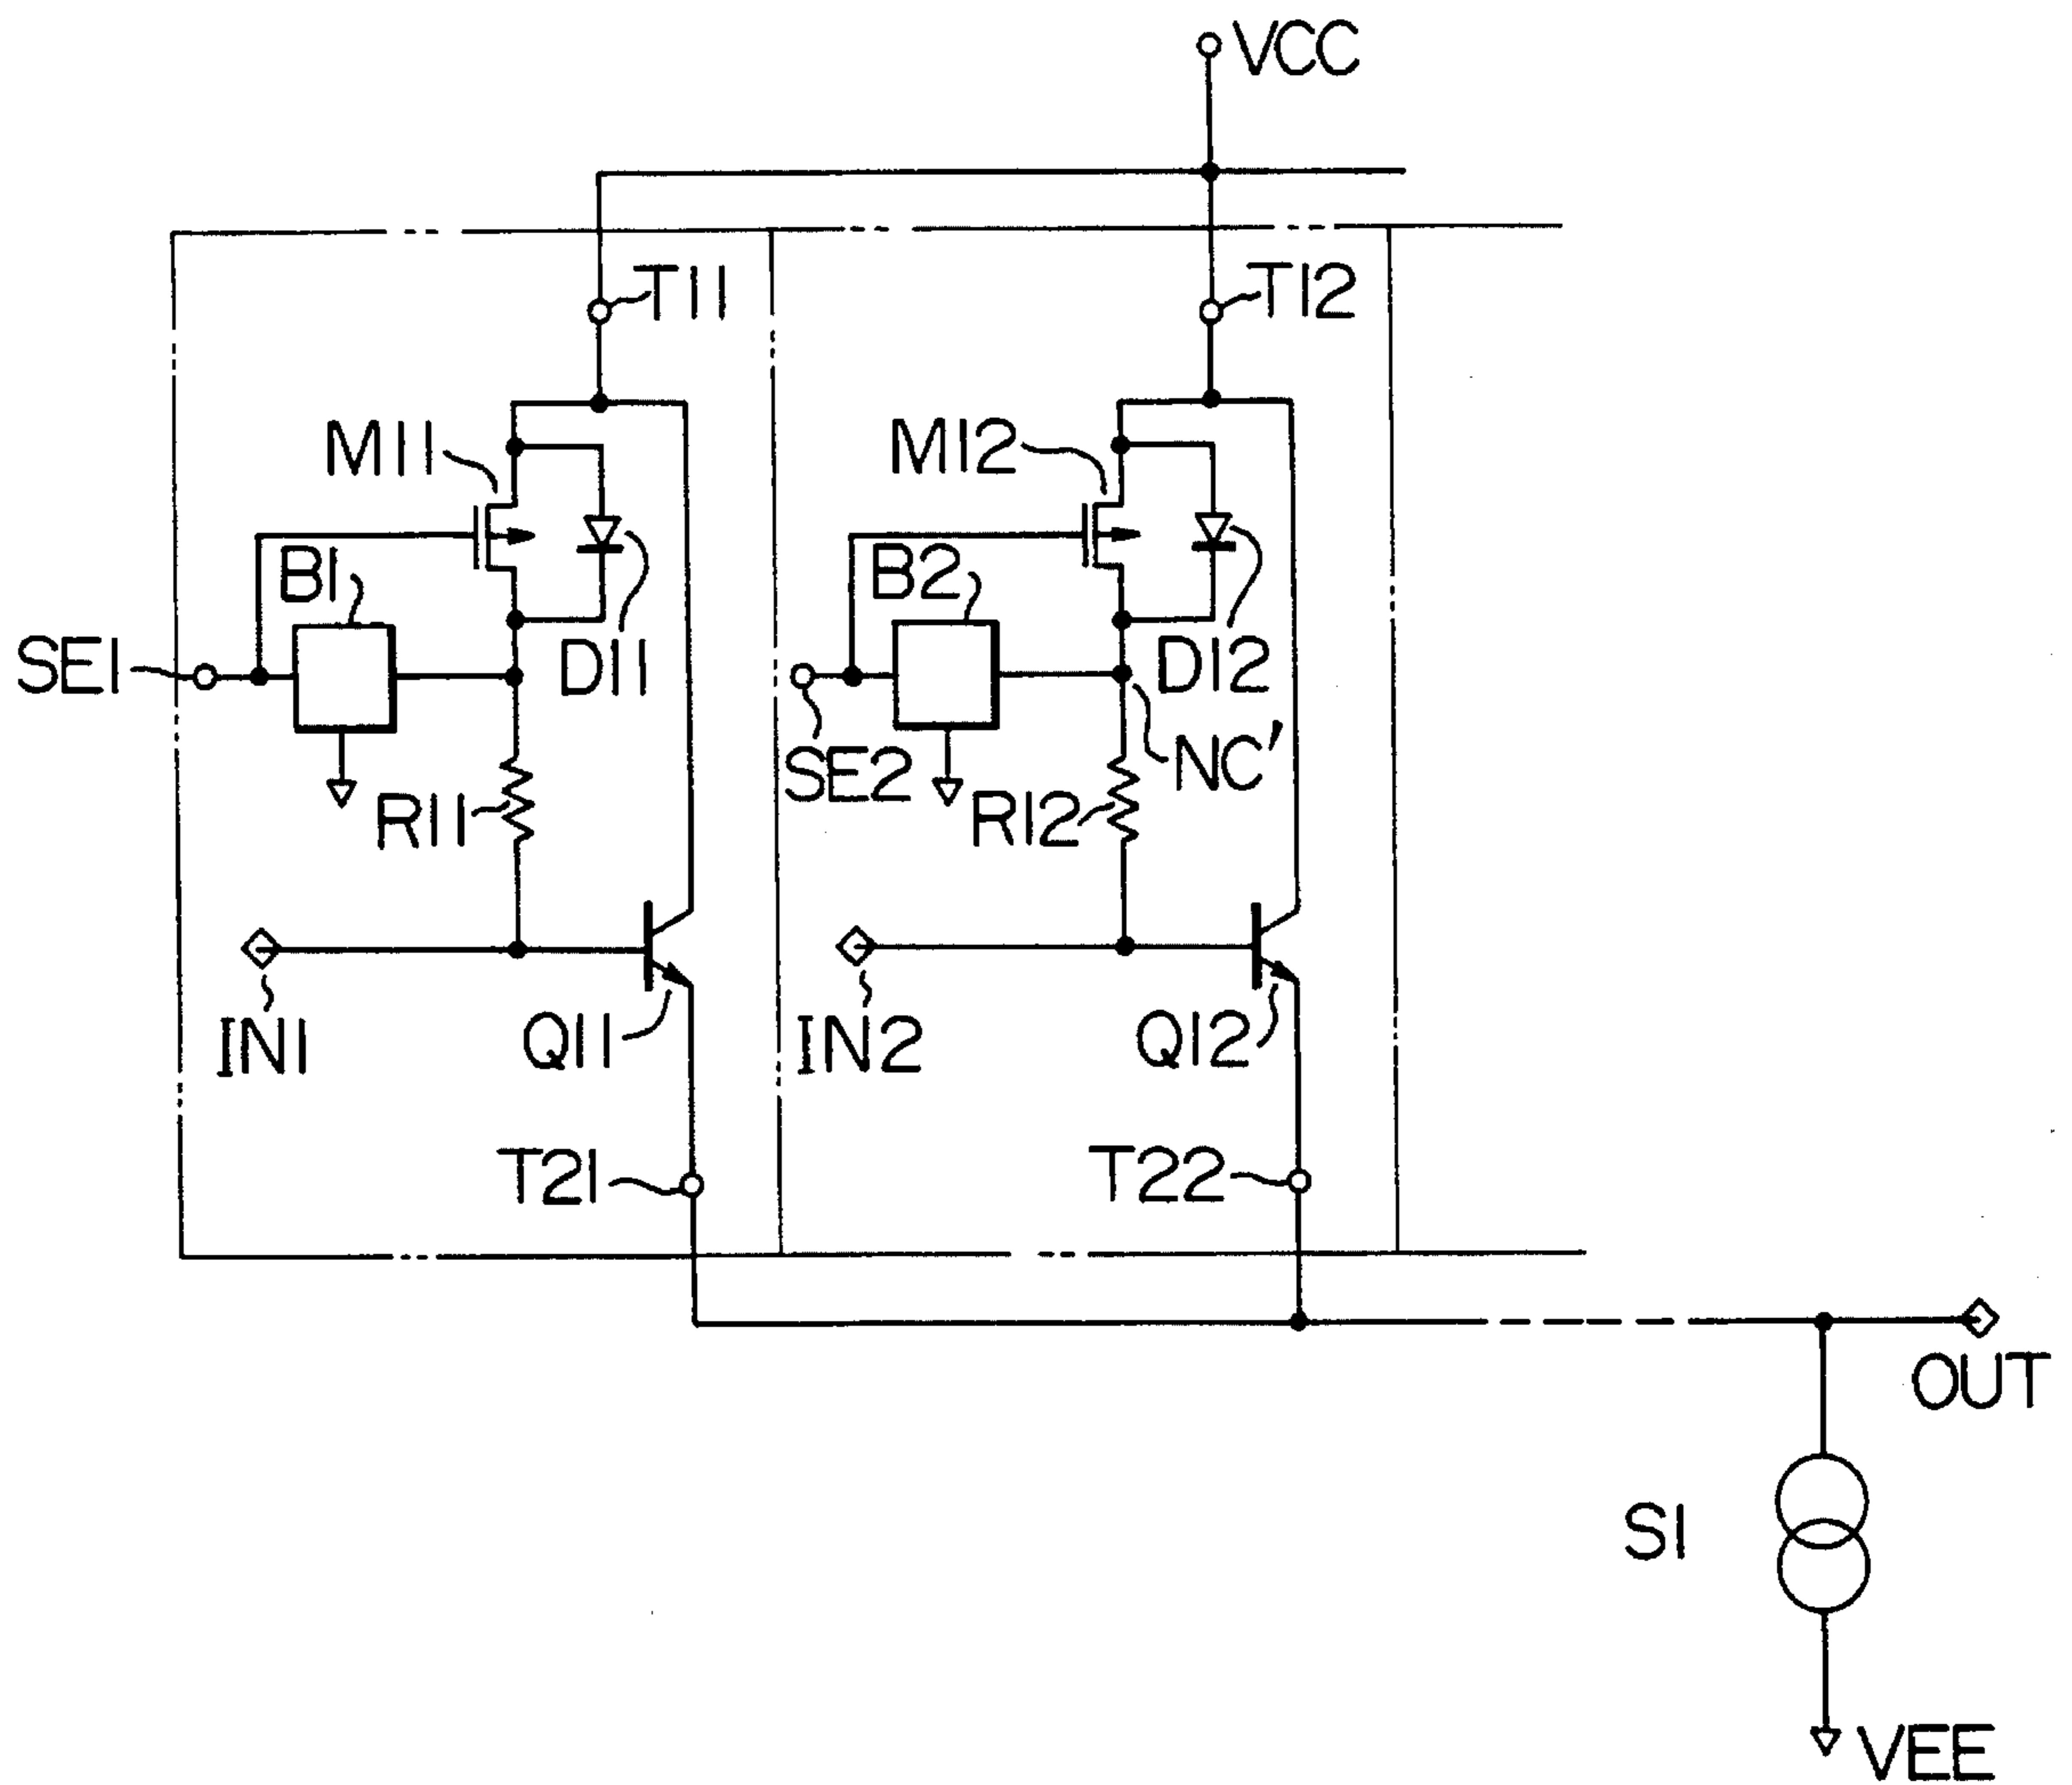 VCC
T11
T12
M11
M12
B1
B2
SE1
D11
D12
SE2
NC'
R11
R12
IN1
Q11
IN2
Q12
T21
T22
OUT
S1
VEE